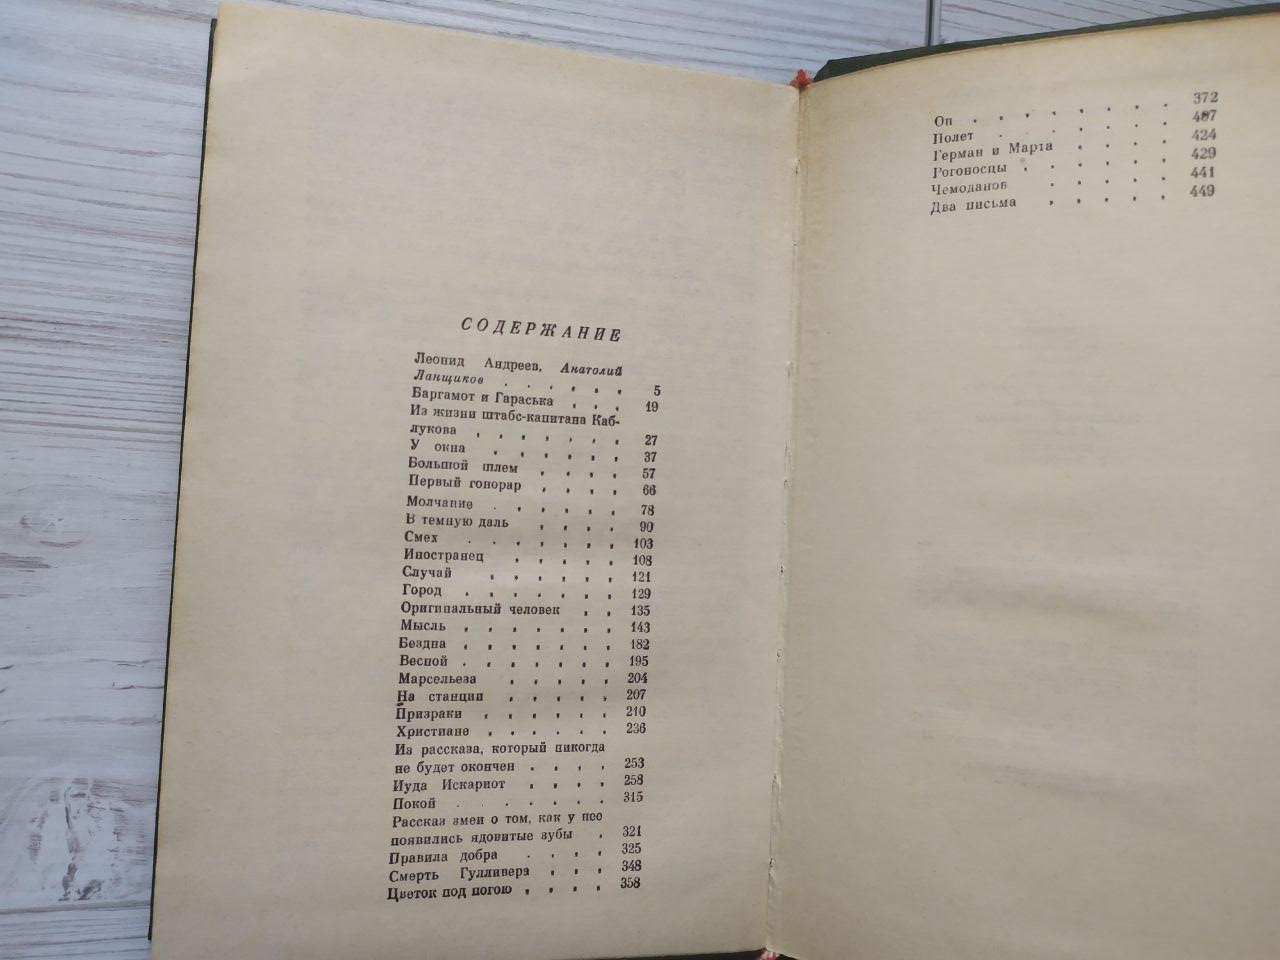 СОДЕРЖАНИЕ
Леонид Андреев, Анатолий
Ланщиков . . . . . . 5
Баргамот и Гараська . . . 19
Из жизни штабс-капитана Каб-
лукова . . . . . . . 27
У окна . . . . . . 37
Большой шлем . . . . 57
Первый гонорар . . . . 66
Молчание . . . . . . 78
В темную даль . . . . 90
Смех . . . . . . . 103
Иностранец . . . . . 108
Случай . . . . . . 121
Город . . . . . . . 129
Оригинальный человек . . 135
Мысль . . . . . . . 143
Бездна . . . . . . . 182
Весной . . . . . . . 195
Марсельеза . . . . . 204
На станции . . . . . 207
Призраки . . . . . . 210
Христиане . . . . . . 236
Из рассказа, который никогда
не будет окончен . . . . 253
Иуда Искариот . . . . 258
Покой . . . . . . . 315
Рассказ змеи о том, как у нее
появились ядовитые зубы . 321
Правила добра . . . . 325
Смерть Гулливера . . . 348
Цветок под ногою . . . . 358
Он . . . . . . . . 372
Полет . . . . . . . 407
Герман и Марта . . . . 424
Рогоносцы . . . . . . 429
Чемоданов . . . . . 441
Два письма . . . . . 449